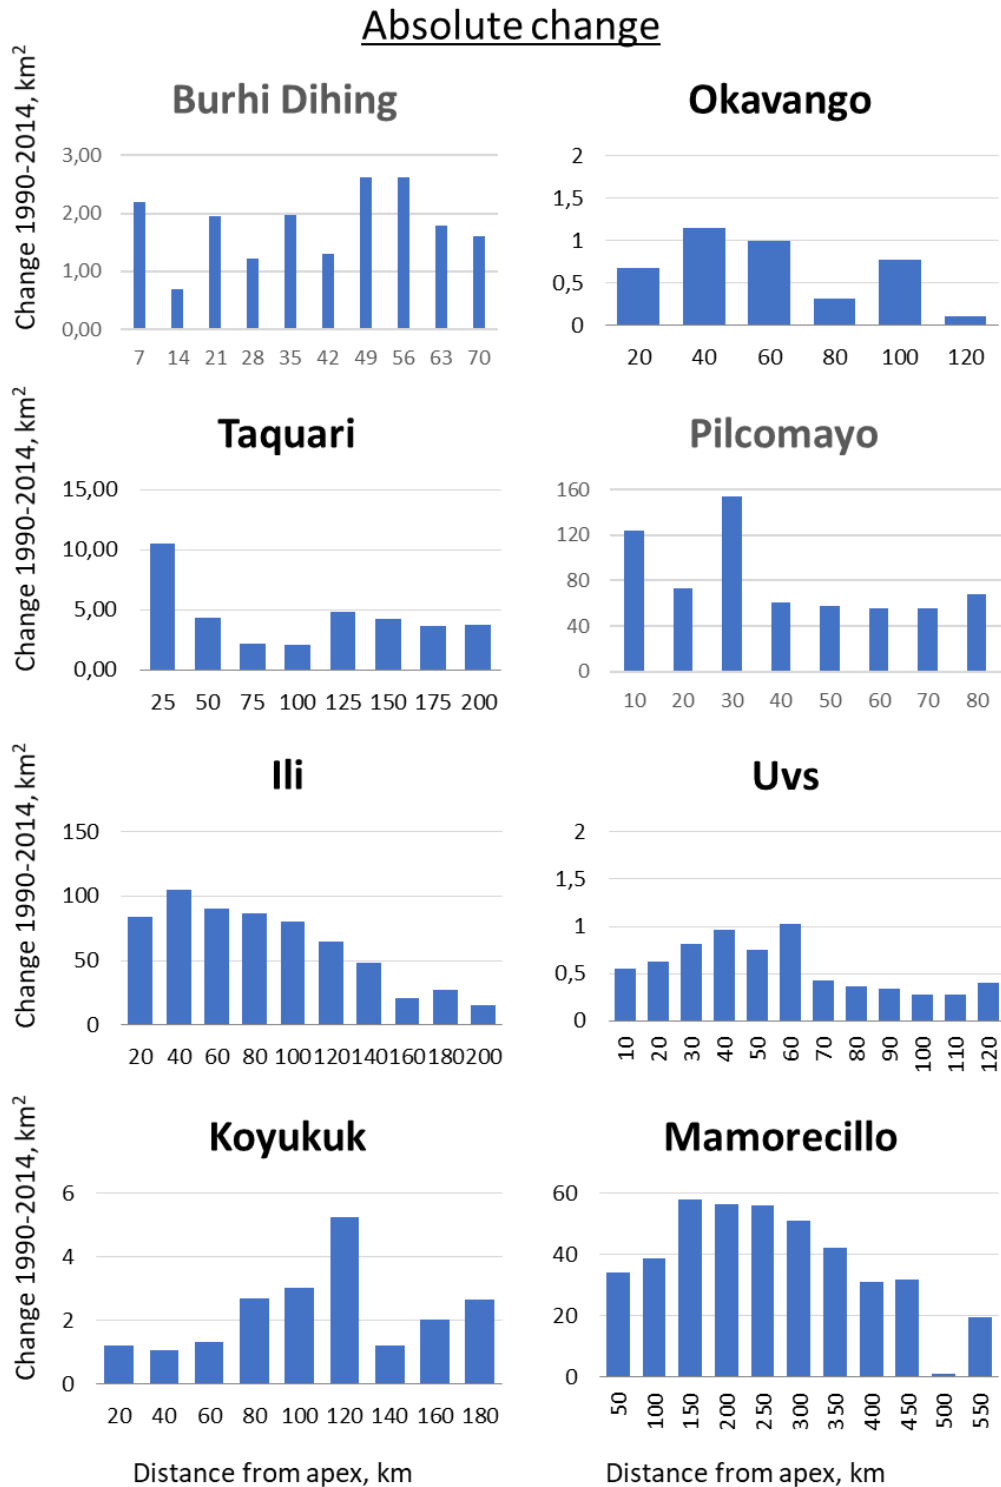 Absolute change
Burhi Dihing
Change 1990-2014, km²
3,00
2,00
1,00
0,00
7 14 21 28 35 42 49 56 63 70
Okavango
2
1,5
1
0,5
0
20 40 60 80 100 120
Taquari
Change 1990-2014, km²
15,00
10,00
5,00
0,00
25 50 75 100 125 150 175 200
Pilcomayo
160
120
80
40
0
10 20 30 40 50 60 70 80
Ili
Change 1990-2014, km²
150
100
50
0
20 40 60 80 100 120 140 160 180 200
Uvs
2
1,5
1
0,5
0
10 20 30 40 50 60 70 80 90 100 110 120
Koyukuk
Change 1990-2014, km²
6
4
2
0
20 40 60 80 100 120 140 160 180
Distance from apex, km
Mamorecillo
60
40
20
0
50 100 150 200 250 300 350 400 450 500 550
Distance from apex, km